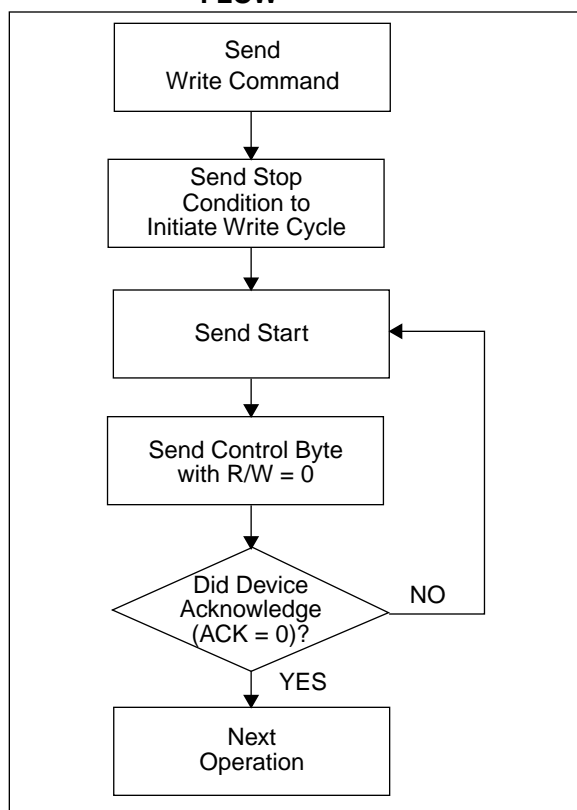 Send
Write Command
Send Stop
Condition to
Initiate Write Cycle
Send Start
Send Control Byte
with R/W = 0
Did Device
Acknowledge
(ACK = 0)?
NO
YES
Next
Operation